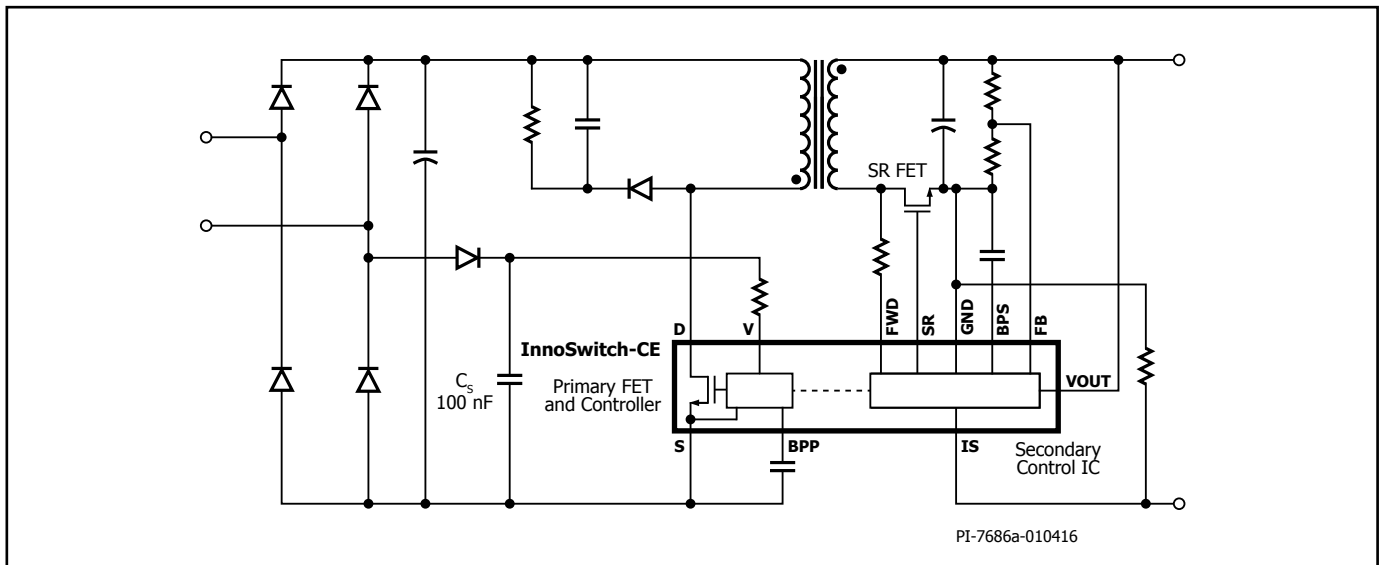 SR FET
FWD
SR
GND
BPS
FB
D
V
InnoSwitch-CE
Primary FET
and Controller
VOUT
C_S
100 nF
S
BPP
IS
Secondary
Control IC
PI-7686a-010416